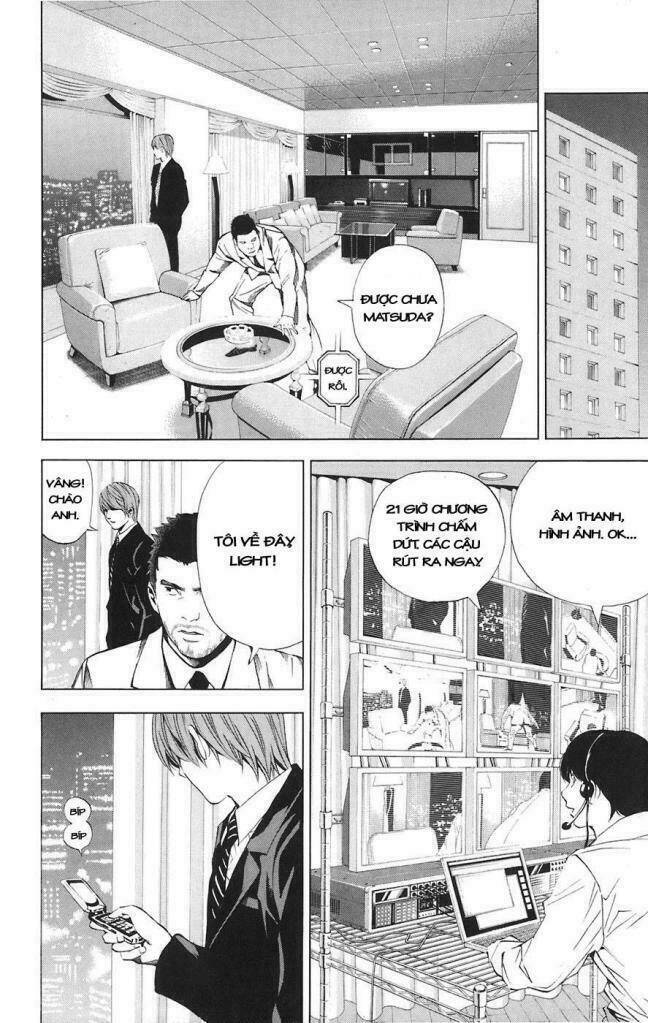 ĐƯỢC CHƯA
MATSUDA?
ĐƯỢC
RỒI.
ÂM THANH,
HÌNH ẢNH. OK...
21 GIỜ CHƯƠNG
TRÌNH CHẤM
DỨT, CÁC CẬU
RÚT RA NGAY.
TÔI VỀ ĐÂY,
LIGHT!
VÂNG!
CHÀO
ANH.
BÍP
BÍP